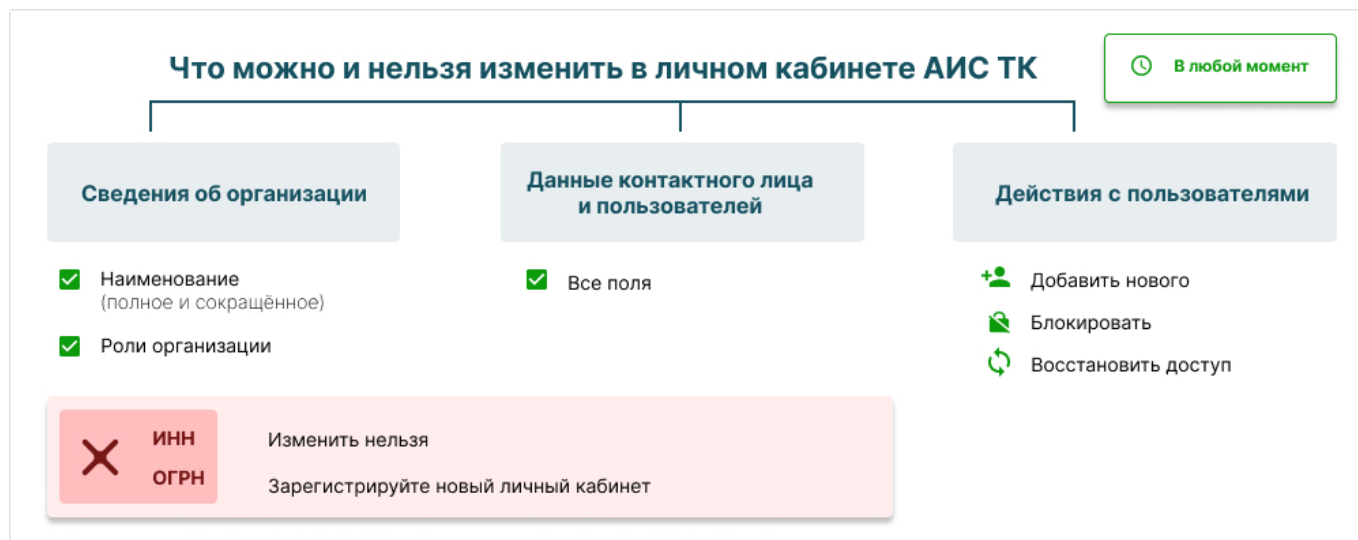 Что можно и нельзя изменить в личном кабинете АИС ТК
В любой момент
Сведения об организации
Наименование
(полное и сокращённое)
Роли организации
Данные контактного лица
и пользователей
Все поля
Действия с пользователями
Добавить нового
Блокировать
Восстановить доступ
ИНН
ОГРН
Изменить нельзя
Зарегистрируйте новый личный кабинет